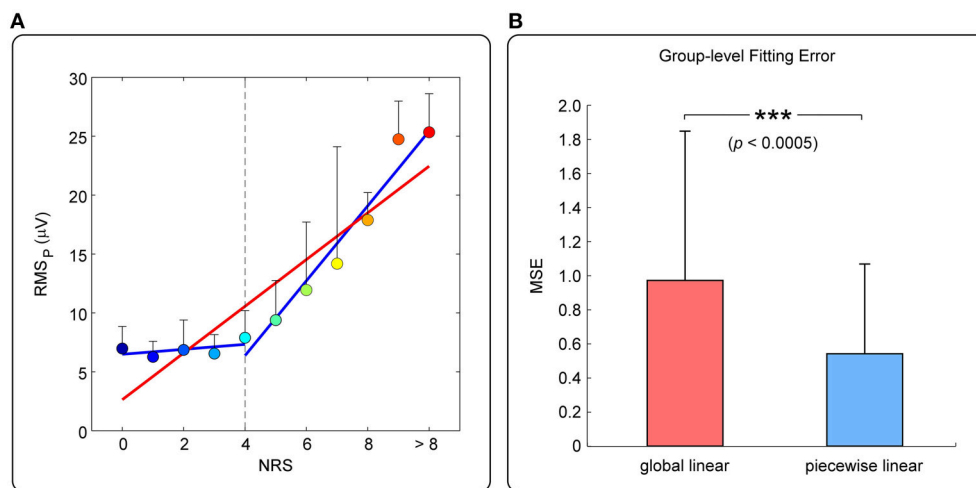 A
30
25
20
15
10
5
0
RMSP (μV)
0 2 4 6 8 > 8
NRS
B
Group-level Fitting Error
2.0
1.8
1.6
1.4
1.2
1.0
0.8
0.6
0.4
0.2
0
MSE
***
(p < 0.0005)
global linear piecewise linear